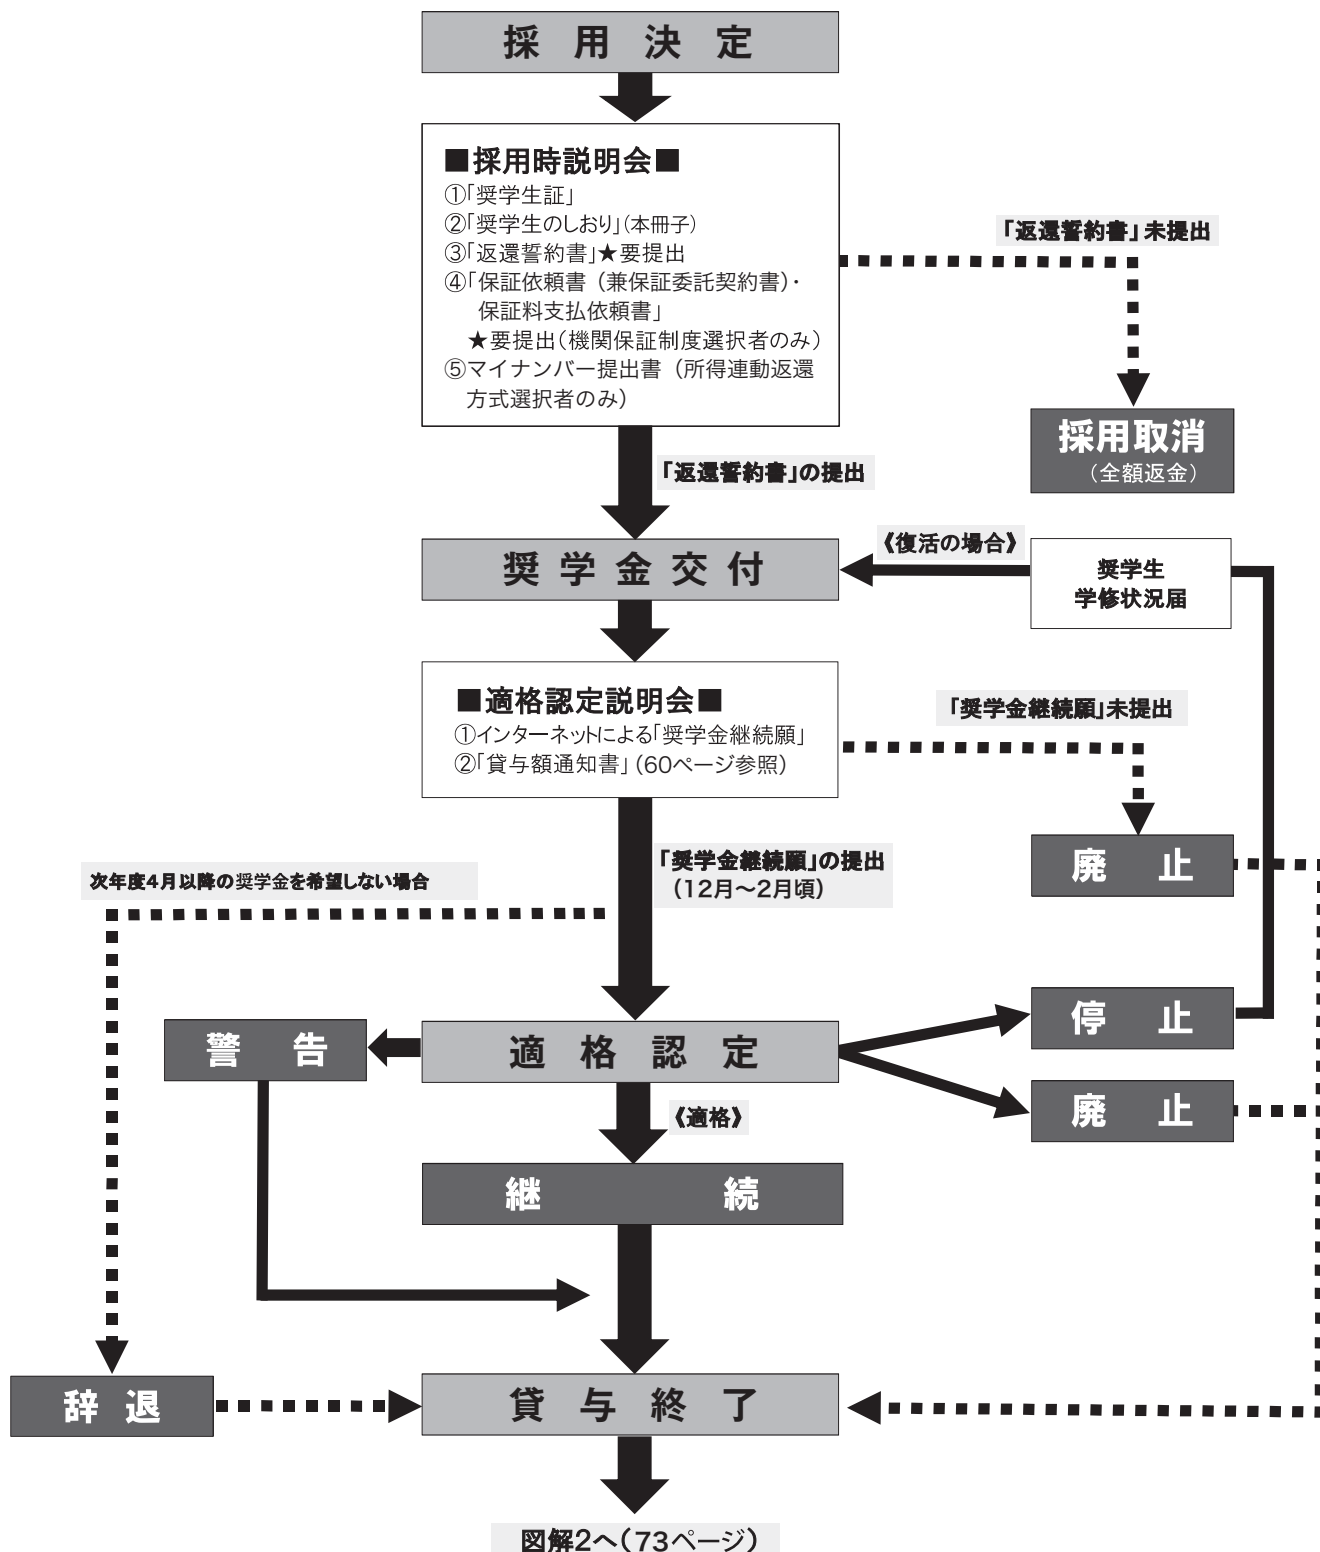 採用決定
■採用時説明会■
①「奨学生証」
②「奨学生のしおり」(本冊子)
③「返還誓約書」★要提出
④「保証依頼書（兼保証委託契約書）・
保証料支払依頼書」
★要提出（機関保証制度選択者のみ）
⑤マイナンバー提出書（所得連動返還
方式選択者のみ）
「返還誓約書」未提出
採用取消
（全額返金）
「返還誓約書」の提出
奨学金交付
《復活の場合》
奨学生
学修状況届
■適格認定説明会■
①インターネットによる「奨学金継続願」
②「貸与額通知書」(60ページ参照)
「奨学金継続願」未提出
廃止
「奨学金継続願」の提出
（12月～2月頃）
次年度4月以降の奨学金を希望しない場合
警告
適格認定
停止
廃止
《適格》
継続
辞退
貸与終了
図解2へ（73ページ）